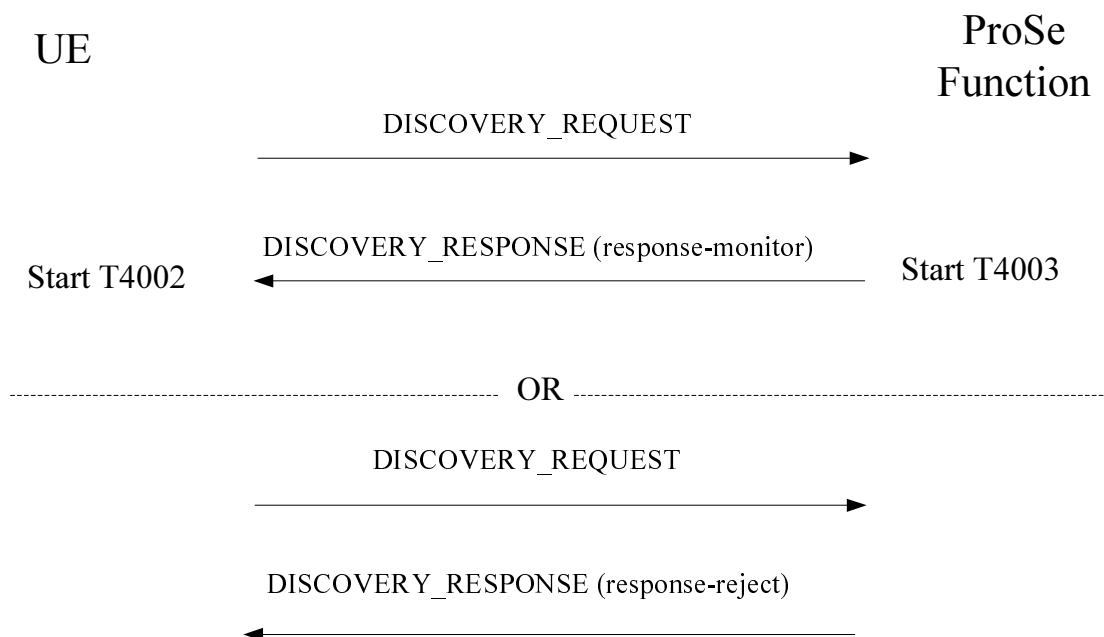 UE
ProSe
Function
DISCOVERY_REQUEST
DISCOVERY_RESPONSE (response-monitor)
Start T4002
Start T4003
OR
DISCOVERY_REQUEST
DISCOVERY_RESPONSE (response-reject)